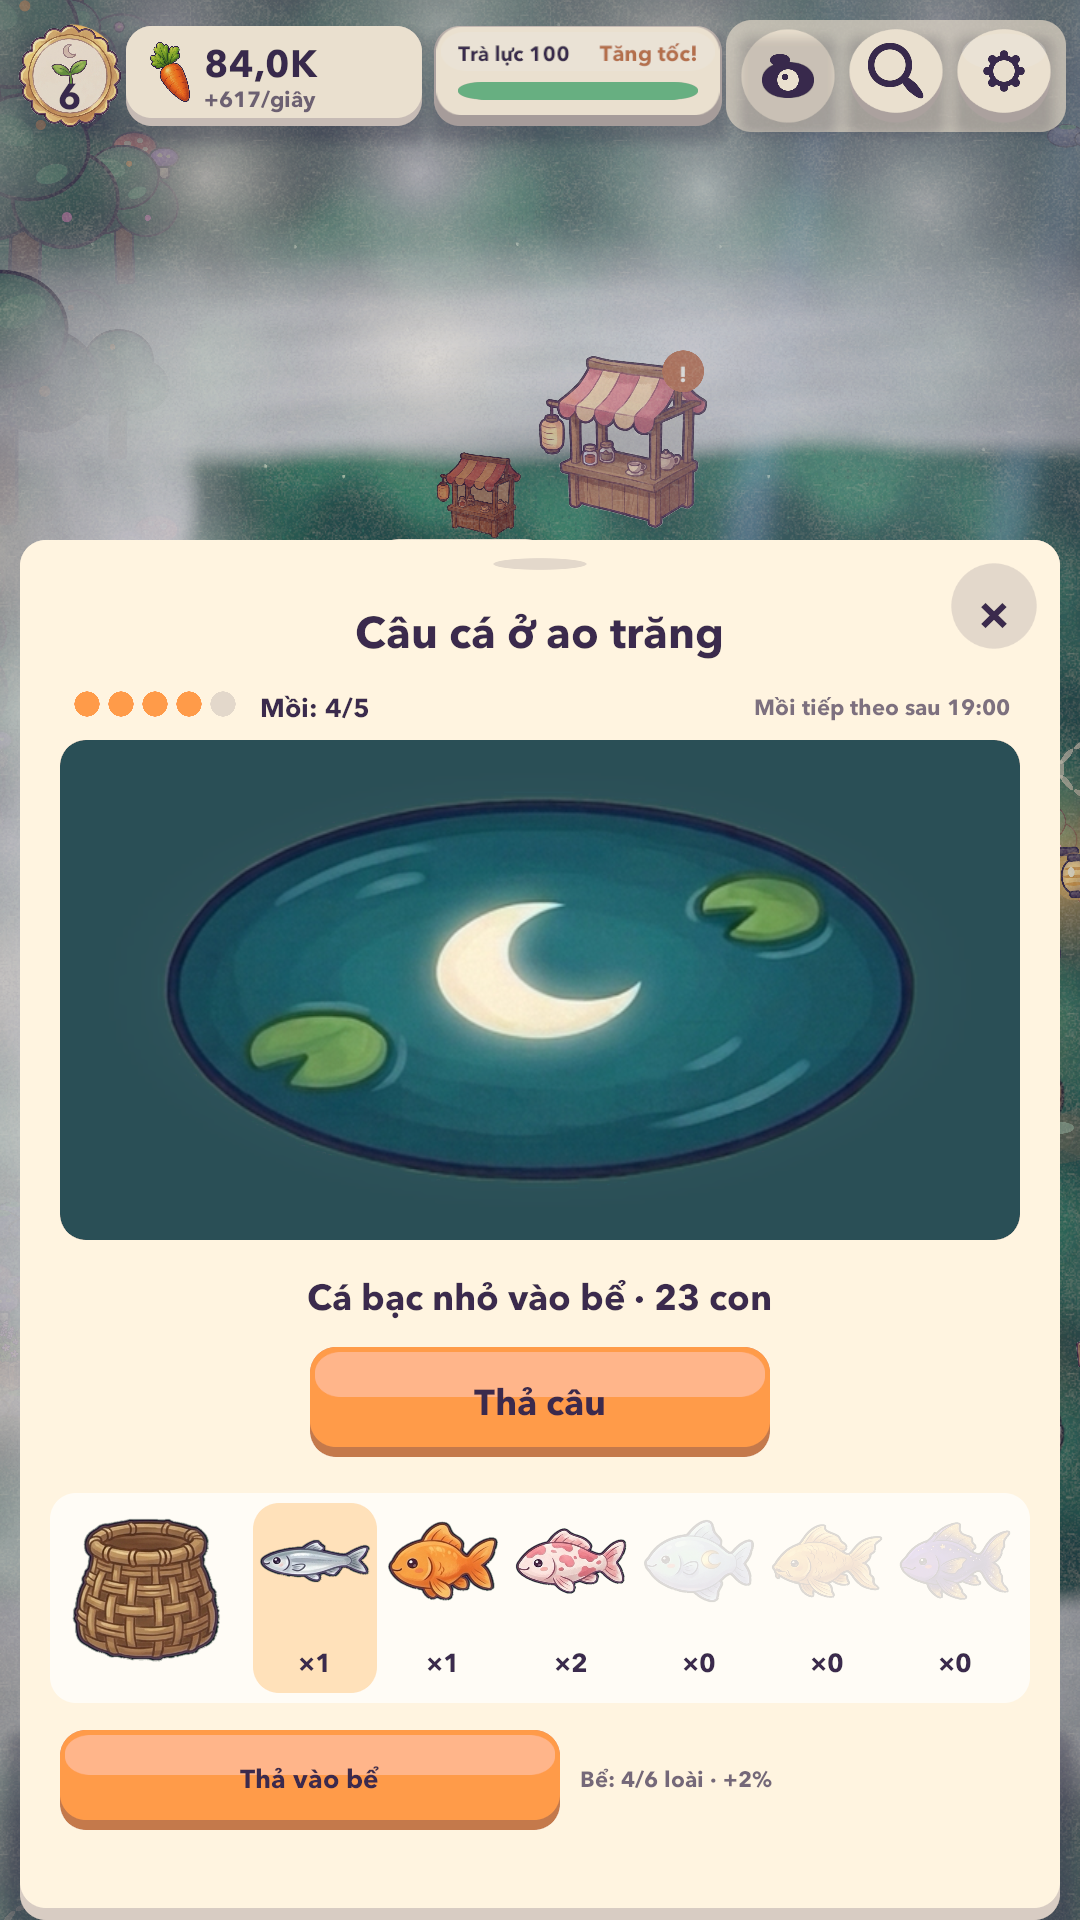 6
84,0K
+617/giây
Trà lực 100 Tăng tốc!
!
Câu cá ở ao trăng
×
Mồi: 4/5
Mồi tiếp theo sau 19:00
Cá bạc nhỏ vào bể · 23 con
Thả câu
×1 ×1 ×2 ×0 ×0 ×0
Thả vào bể
Bể: 4/6 loài · +2%